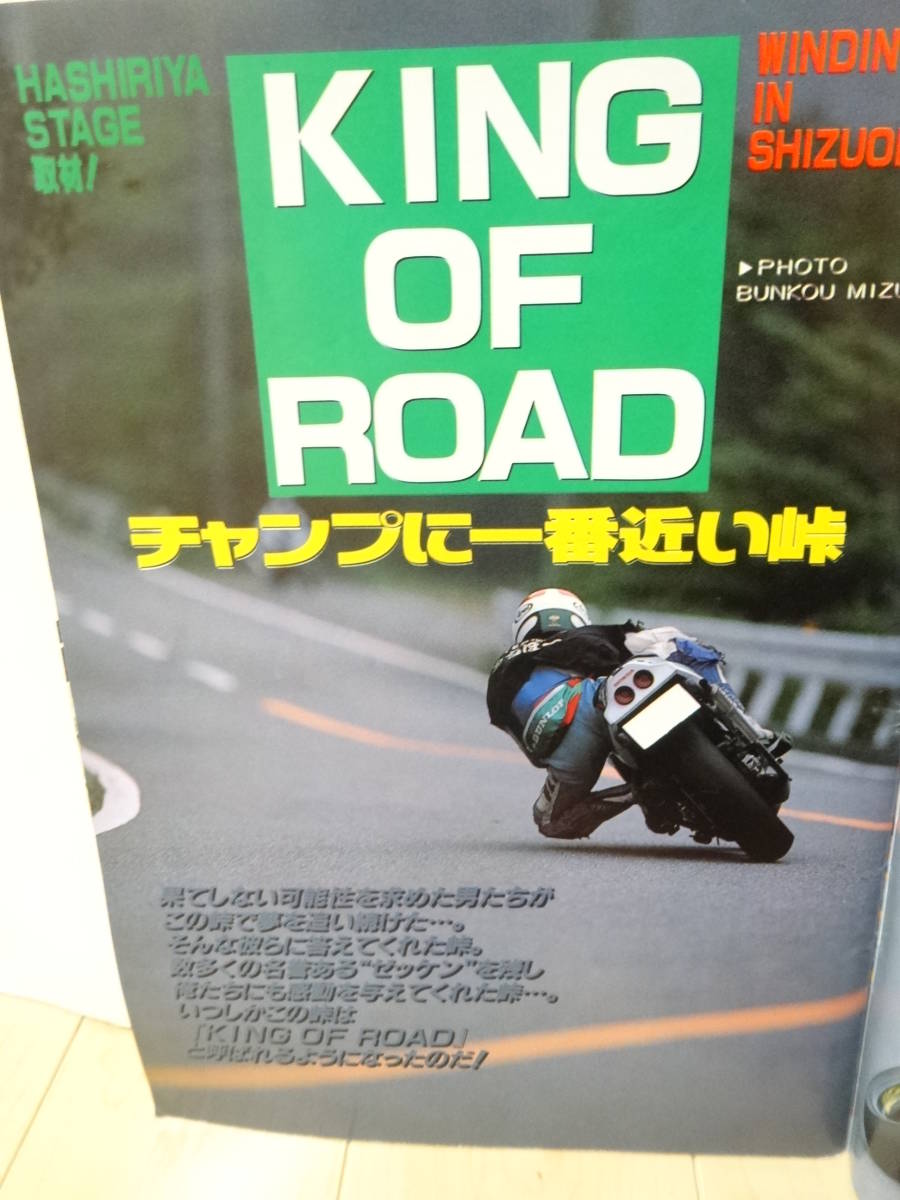 HASHIRIYA
STAGE
取材!
KING
OF
ROAD
WINDIN
IN
SHIZUO
▶PHOTO
BUNKOU MIZU
チャンプに一番近い峠
DUNLOP
果てしない可能性を求めた男たちが
この峠で夢を追い続けた…。
そんな彼らに答えてくれた峠。
数多くの名誉ある“ゼッケン”を残し
俺たちにも感動を与えてくれた峠…。
いつしかこの峠は
「KING OF ROAD」
と呼ばれるようになったのだ!